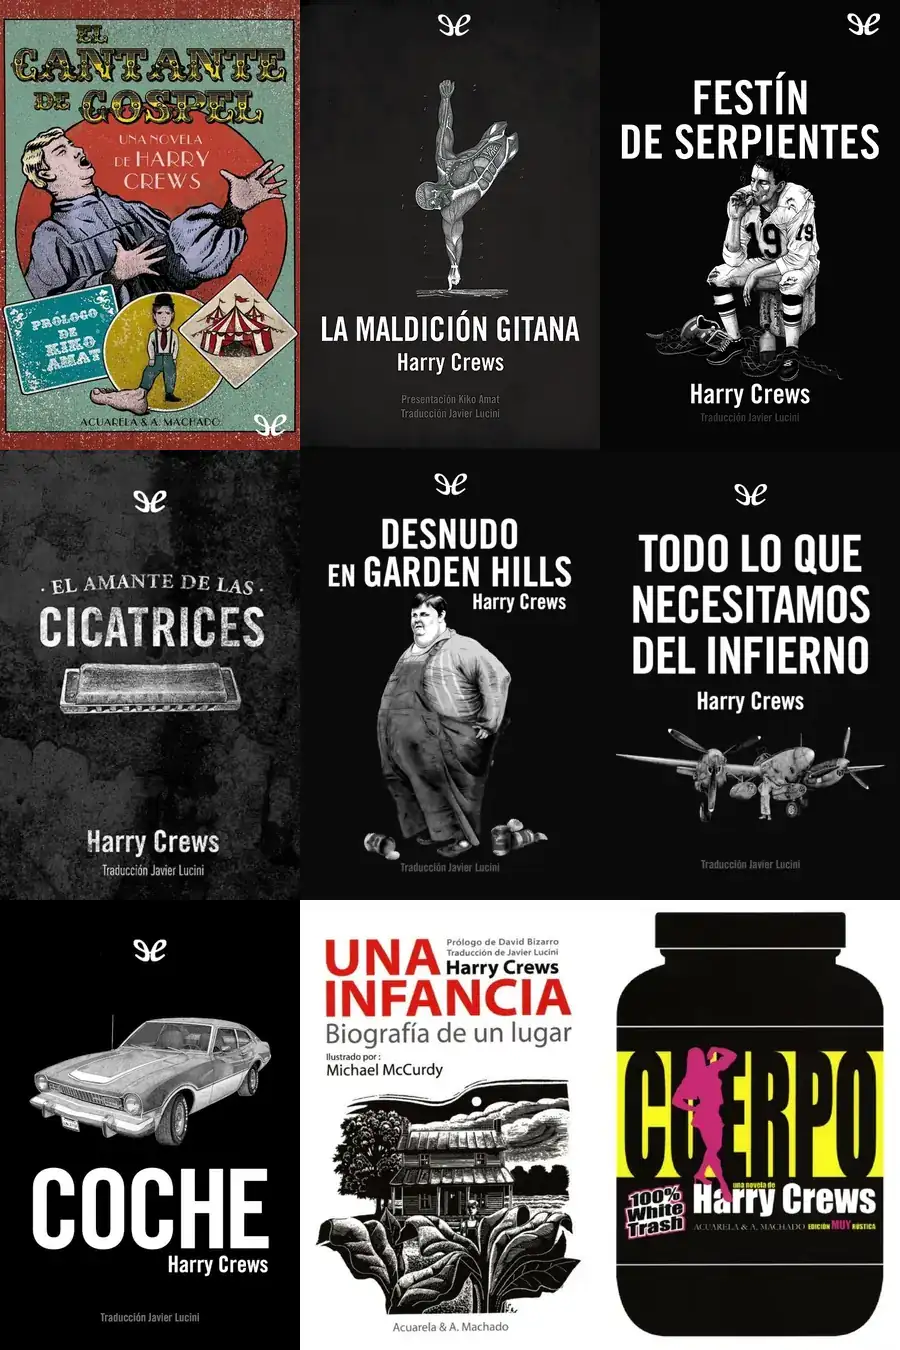 EL
CANTANTE
DE GOSPEL
UNA NOVELA
DE HARRY
CREWS
PRÓLOGO
DE
KIKO
AMAT
ACUARELA & A. MACHADO
LA MALDICIÓN GITANA
Harry Crews
Presentación Kiko Amat
Traducción Javier Lucini
FESTÍN
DE SERPIENTES
19
79
Harry Crews
Traducción Javier Lucini
· EL AMANTE DE LAS ·
CICATRICES
Harry Crews
Traducción Javier Lucini
DESNUDO
EN GARDEN HILLS
Harry Crews
Traducción Javier Lucini
TODO LO QUE
NECESITAMOS
DEL INFIERNO
Harry Crews
Traducción Javier Lucini
COCHE
Harry Crews
Traducción Javier Lucini
UNA
INFANCIA
Prólogo de David Bizarro
Traducción de Javier Lucini
Harry Crews
Biografía de un lugar
Ilustrado por :
Michael McCurdy
Acuarela & A. Machado
CUERPO
una novela de
Harry Crews
100%
White
Trash
ACUARELA & A. MACHADO EDICIÓN MUY RÚSTICA